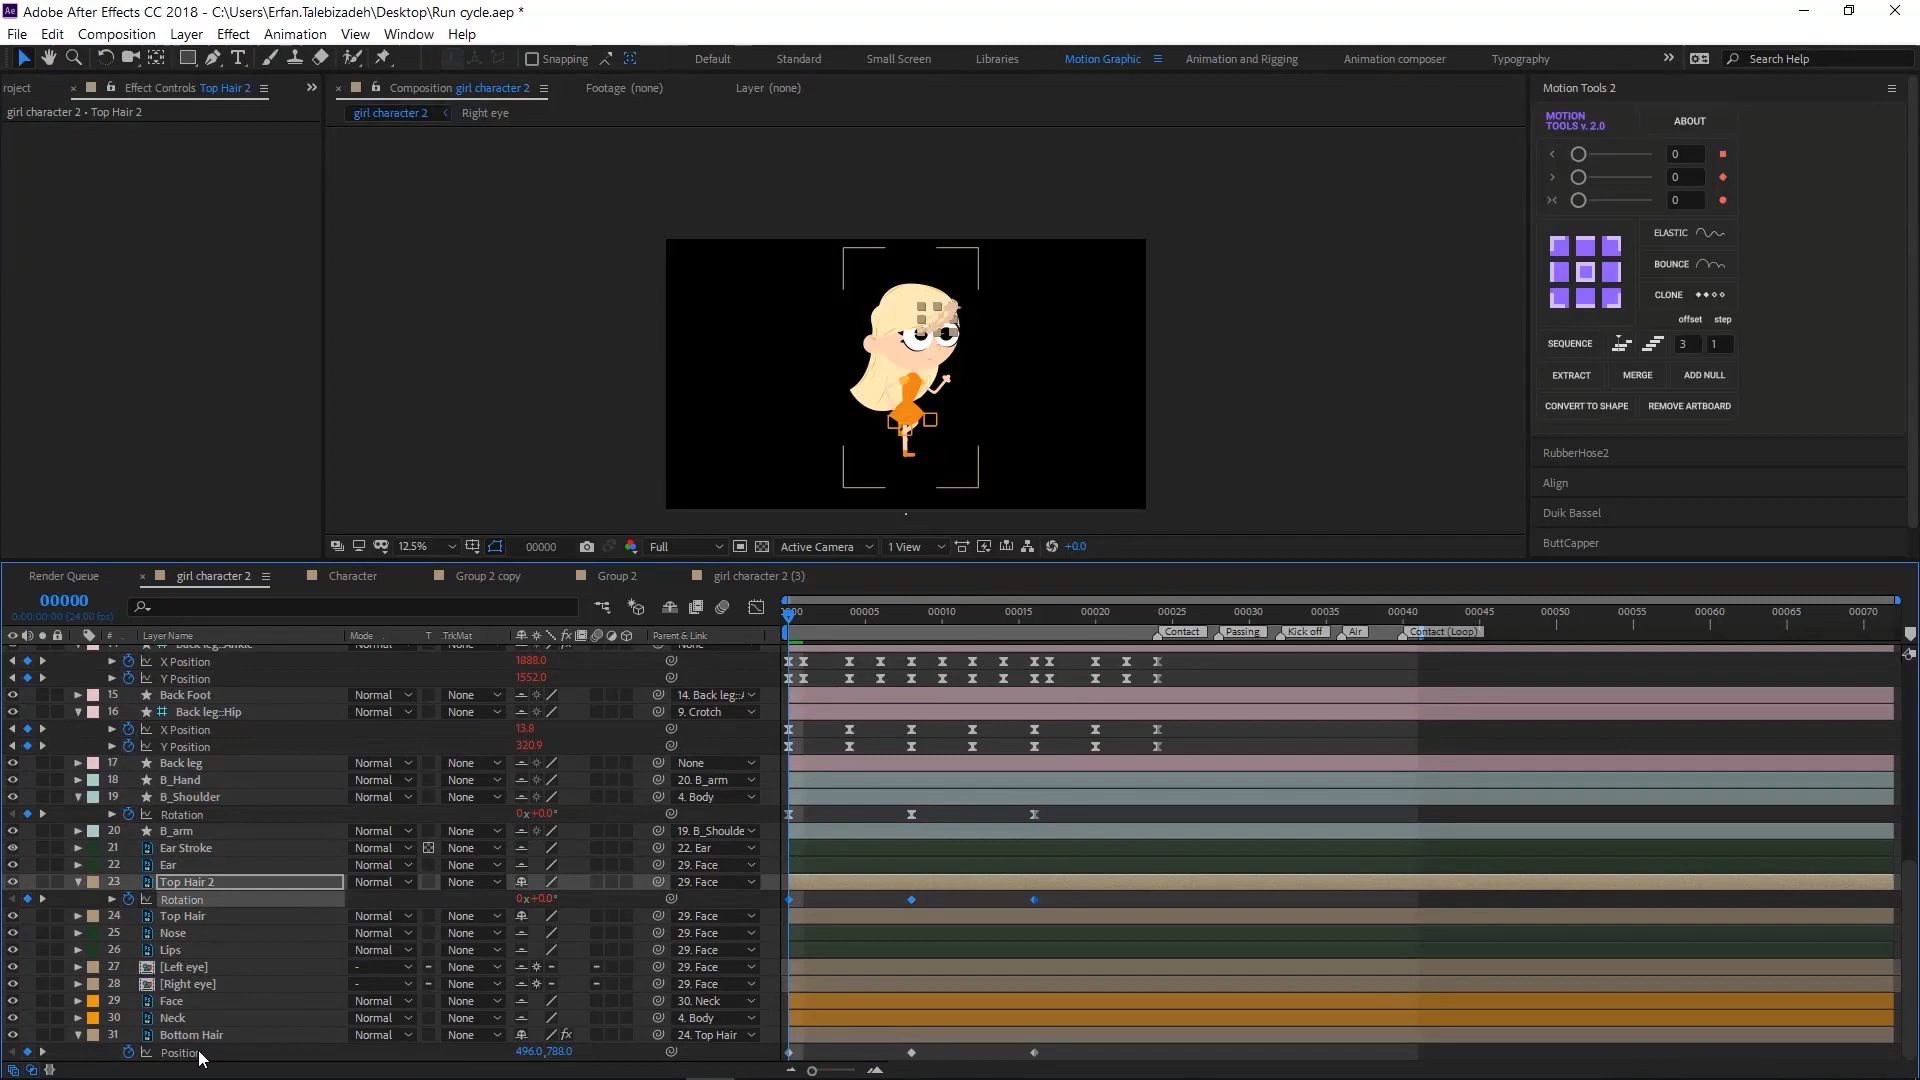 Ae Adobe After Effects CC 2018 - C:\Users\Erfan.Talebizadeh\Desktop\Run cycle.aep *
File Edit Composition Layer Effect Animation View Window Help
Snapping Default Standard Small Screen Libraries Motion Graphic Animation and Rigging Animation composer Typography Search Help
roject Effect Controls Top Hair 2 Composition girl character 2 Footage (none) Layer (none) Motion Tools 2
girl character 2 • Top Hair 2
girl character 2 Right eye
MOTION
TOOLS v. 2.0
ABOUT
0
0
0
ELASTIC
BOUNCE
CLONE
offset step
SEQUENCE 3 1
EXTRACT MERGE ADD NULL
CONVERT TO SHAPE REMOVE ARTBOARD
RubberHose2
Align
Duik Bassel
ButtCapper
12.5% 00000 Full Active Camera 1 View +0.0
Render Queue girl character 2 Character Group 2 copy Group 2 girl character 2 (3)
00000
0:00:00:00 (24.00 fps)
0000 00005 00010 00015 00020 00025 00030 00035 00040 00045 00050 00055 00060 00065 00070
Contact Passing Kick off Air Contact (Loop)
# Layer Name Mode T TrkMat Parent & Link
X Position 1888.0
Y Position 1552.0
15 Back Foot Normal None 14. Back leg::
16 Back leg::Hip Normal None 9. Crotch
X Position 13.8
Y Position 320.9
17 Back leg Normal None None
18 B_Hand Normal None 20. B_arm
19 B_Shoulder Normal None 4. Body
Rotation 0x+0.0°
20 B_arm Normal None 19. B_Shoulde
21 Ear Stroke Normal None 22. Ear
22 Ear Normal None 29. Face
23 Top Hair 2 Normal None 29. Face
Rotation 0x+0.0°
24 Top Hair Normal None 29. Face
25 Nose Normal None 29. Face
26 Lips Normal None 29. Face
27 [Left eye] - None 29. Face
28 [Right eye] - None 29. Face
29 Face Normal None 30. Neck
30 Neck Normal None 4. Body
31 Bottom Hair Normal None 24. Top Hair
Position 496.0,788.0